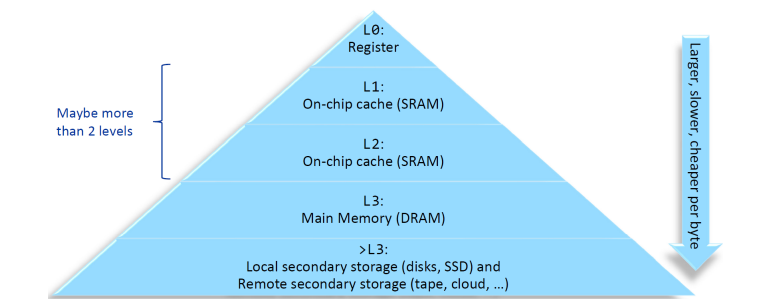 L0:
Register
L1:
On-chip cache (SRAM)
Maybe more
than 2 levels
L2:
On-chip cache (SRAM)
L3:
Main Memory (DRAM)
>L3:
Local secondary storage (disks, SSD) and
Remote secondary storage (tape, cloud, …)
Larger, slower, cheaper per byte